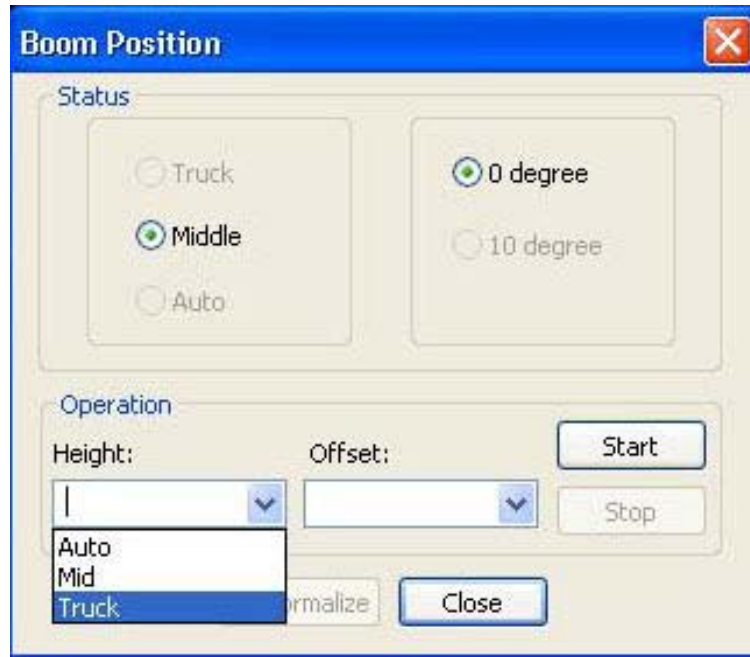 Boom Position
Status
Truck
0 degree
Middle
10 degree
Auto
Operation
Height:
Offset:
Start
Stop
Auto
Mid
Truck
Close